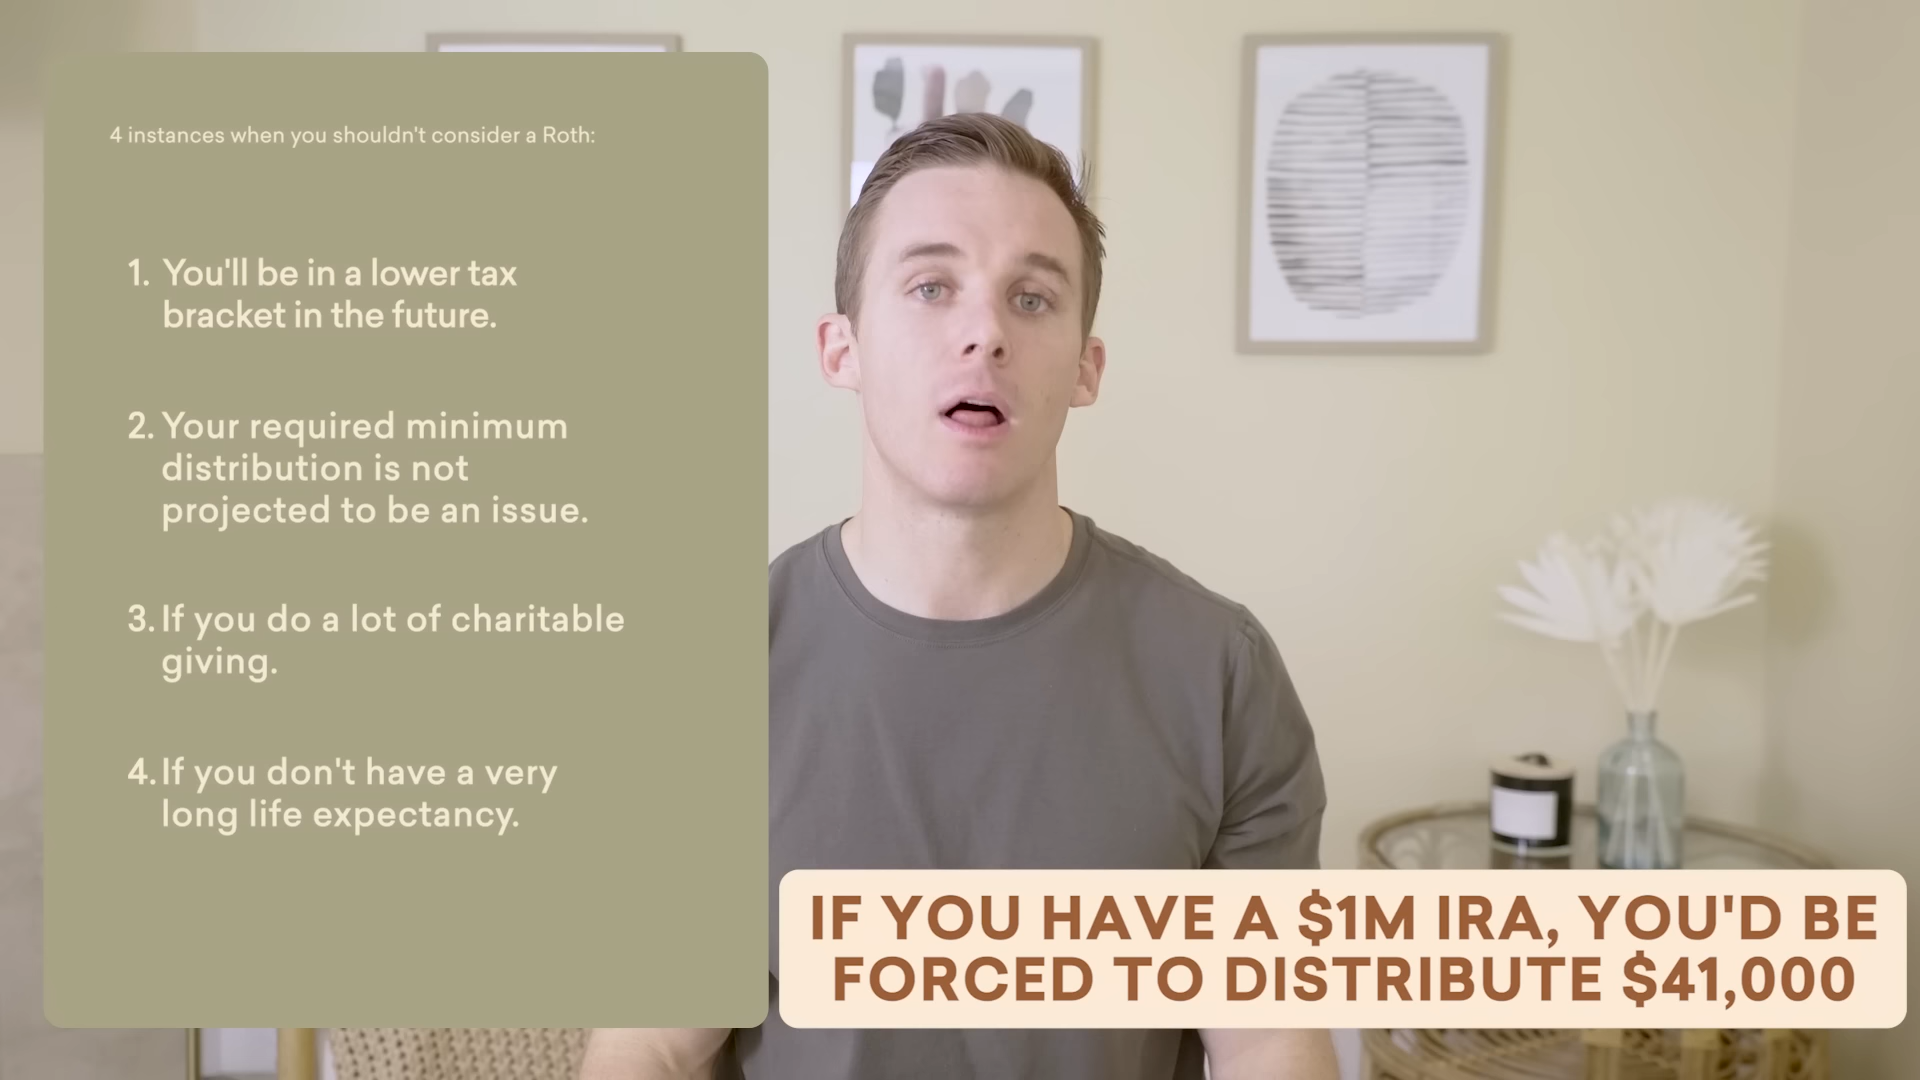 4 instances when you shouldn't consider a Roth:
1. You'll be in a lower tax
bracket in the future.
2. Your required minimum
distribution is not
projected to be an issue.
3. If you do a lot of charitable
giving.
4. If you don't have a very
long life expectancy.
IF YOU HAVE A $1M IRA, YOU'D BE
FORCED TO DISTRIBUTE $41,000